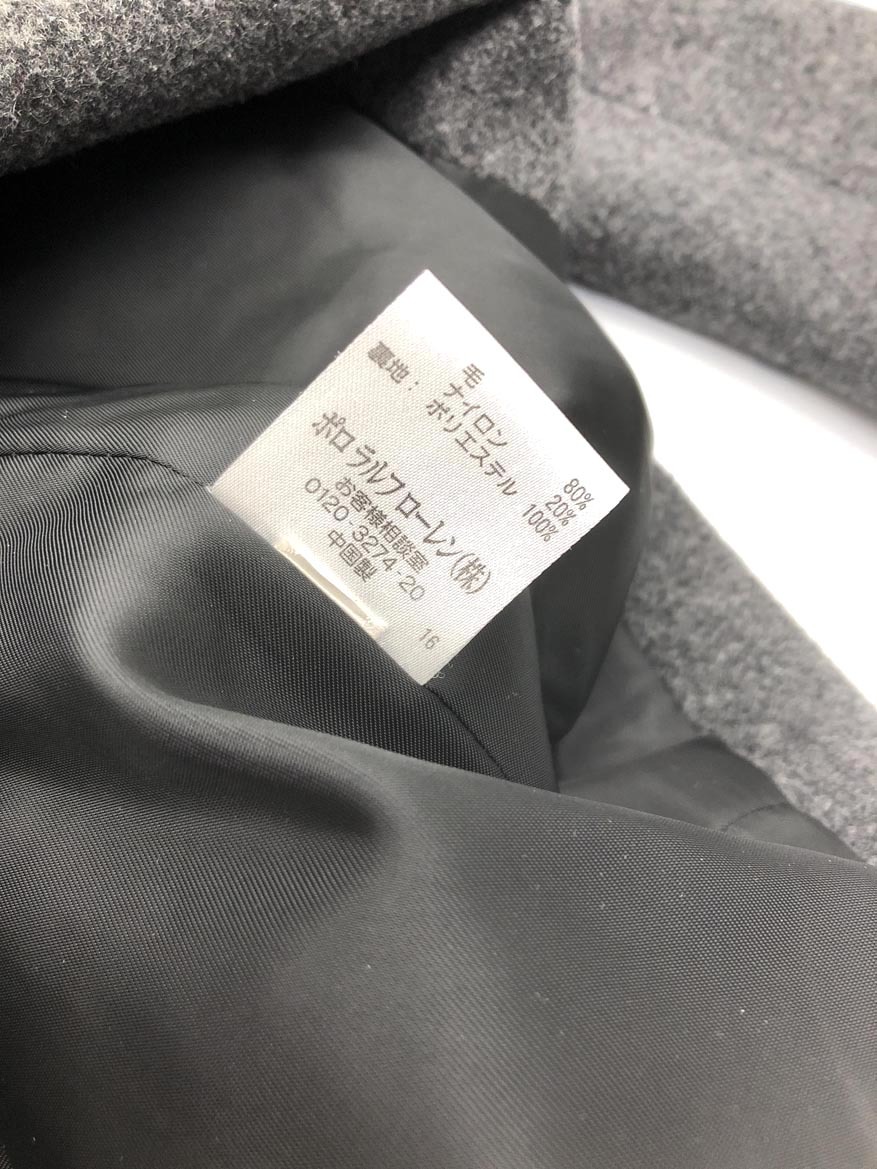 毛 80%
ナイロン 20%
裏地： ポリエステル 100%
ポロ ラルフ ローレン(株)
お客様相談室
0120-3274-20
中国製
16